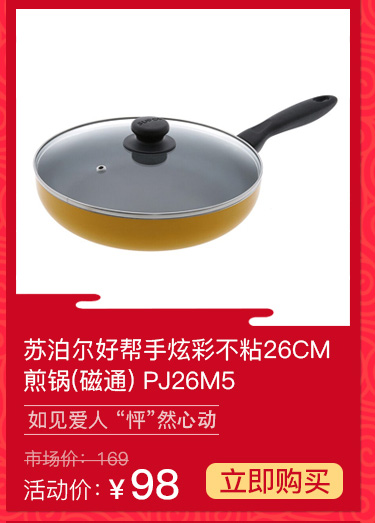 苏泊尔好帮手炫彩不粘26CM
煎锅(磁通) PJ26M5
如见爱人 “怦”然心动
市场价：169
活动价：¥98
立即购买